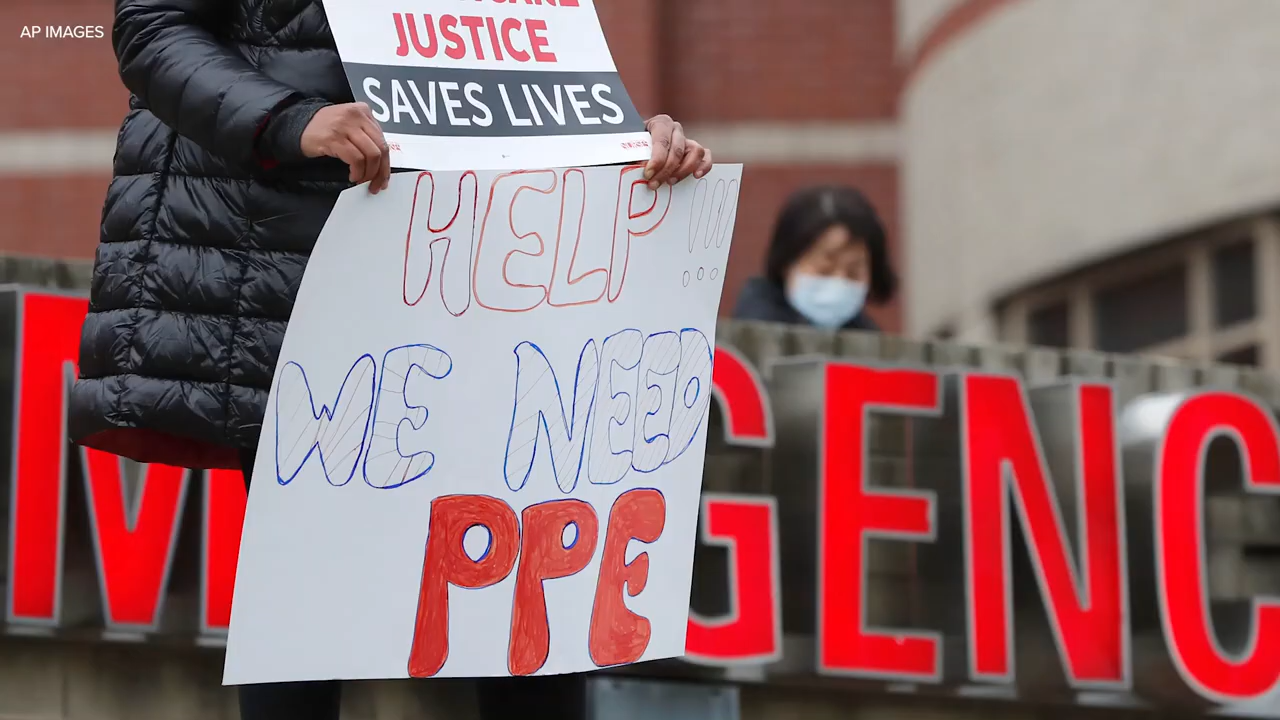 AP IMAGES
JUSTICE
SAVES LIVES
HELP!!!
WE NEED
PPE
M GENC